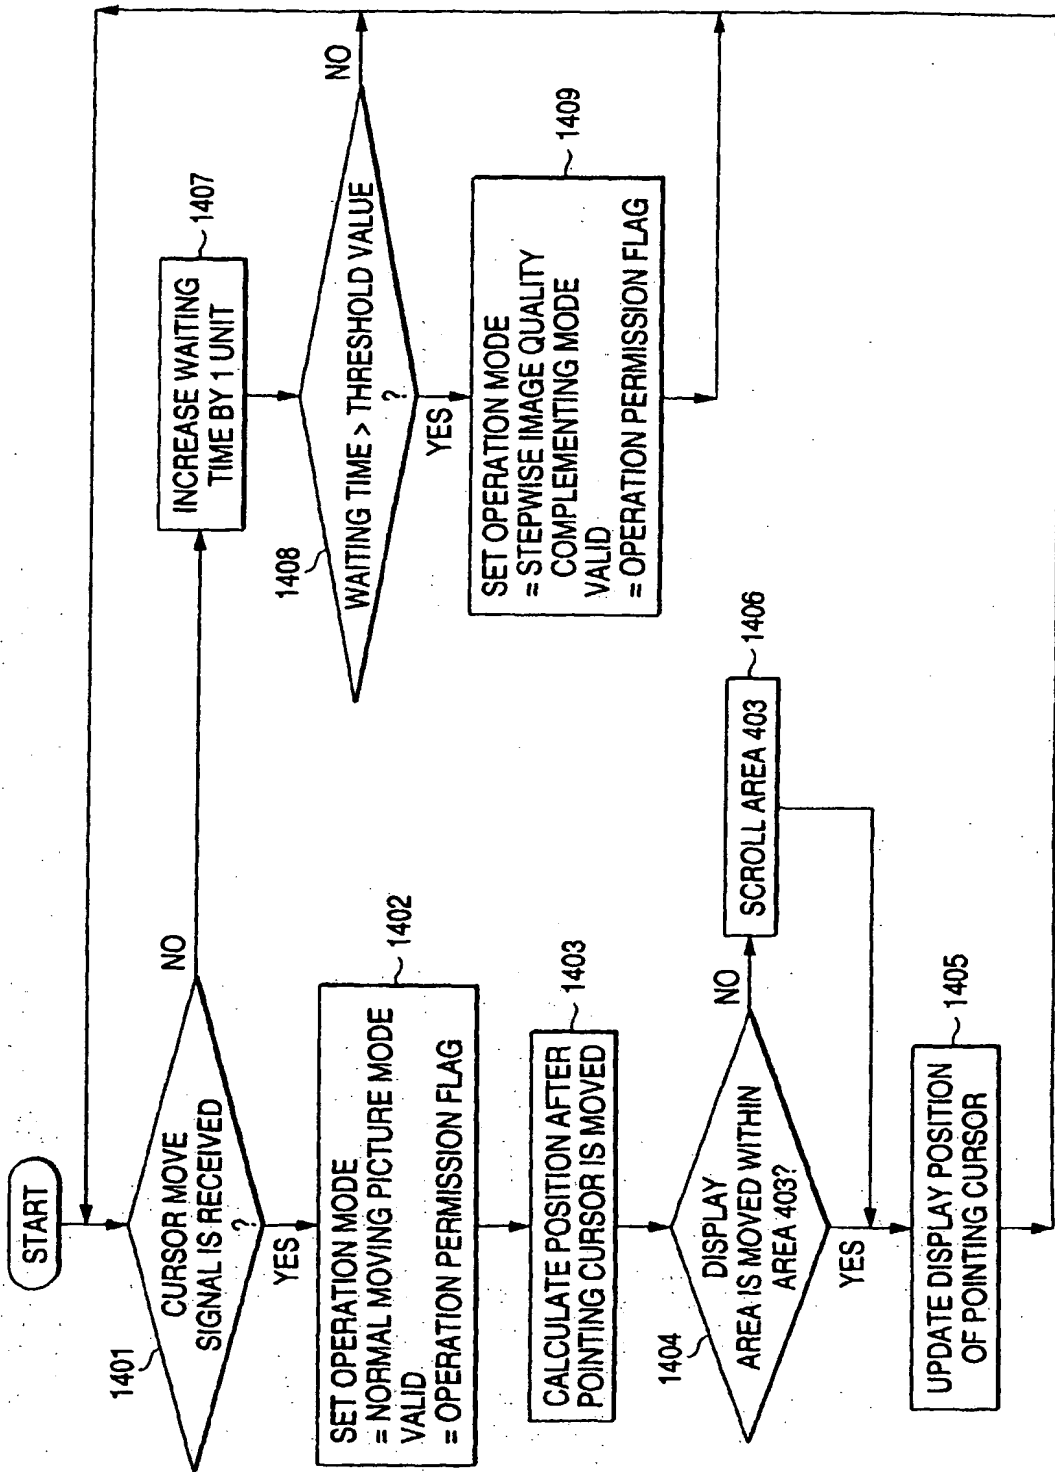 START
1401
CURSOR MOVE
SIGNAL IS RECEIVED
?
NO
YES
SET OPERATION MODE
= NORMAL MOVING PICTURE MODE
VALID
= OPERATION PERMISSION FLAG
1402
CALCULATE POSITION AFTER
POINTING CURSOR IS MOVED
1403
1404
DISPLAY
AREA IS MOVED WITHIN
AREA 403?
NO
YES
SCROLL AREA 403
1406
UPDATE DISPLAY POSITION
OF POINTING CURSOR
1405
INCREASE WAITING
TIME BY 1 UNIT
1407
1408
WAITING TIME > THRESHOLD VALUE
?
NO
YES
SET OPERATION MODE
= STEPWISE IMAGE QUALITY
COMPLEMENTING MODE
VALID
= OPERATION PERMISSION FLAG
1409